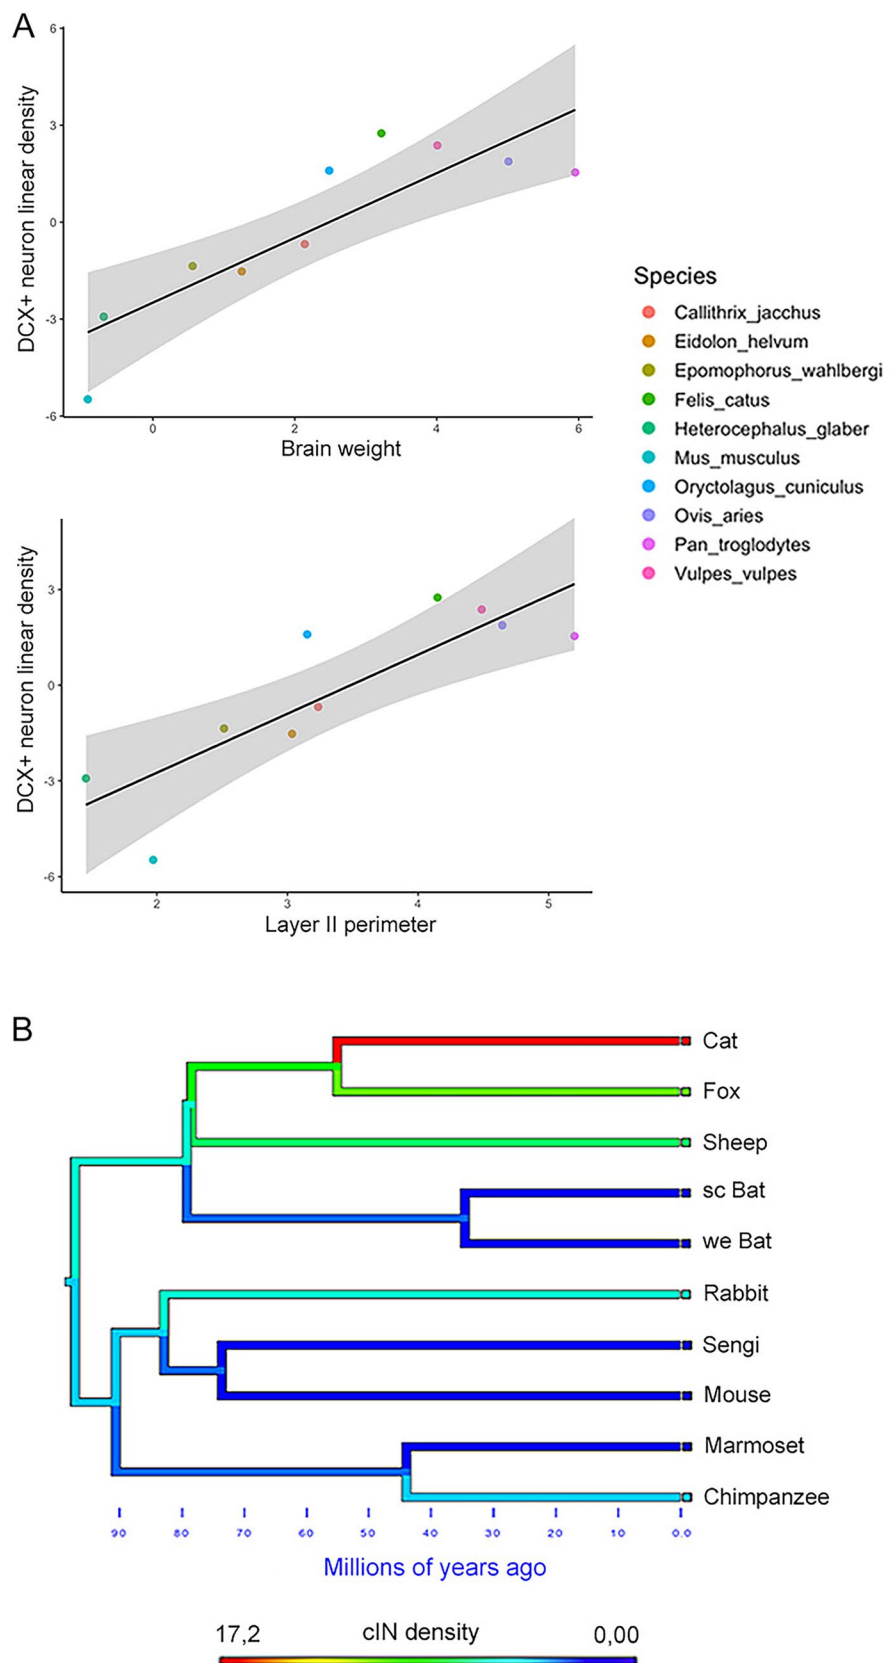 A
6
3
0
-3
-6
DCX+ neuron linear density
0 2 4 6
Brain weight
3
0
-3
-6
DCX+ neuron linear density
2 3 4 5
Layer II perimeter
Species
Callithrix_jacchus
Eidolon_helvum
Epomophorus_wahlbergi
Felis_catus
Heterocephalus_glaber
Mus_musculus
Oryctolagus_cuniculus
Ovis_aries
Pan_troglodytes
Vulpes_vulpes
B
Cat
Fox
Sheep
sc Bat
we Bat
Rabbit
Sengi
Mouse
Marmoset
Chimpanzee
90 80 70 60 50 40 30 20 10 0.0
Millions of years ago
17,2 cIN density 0,00